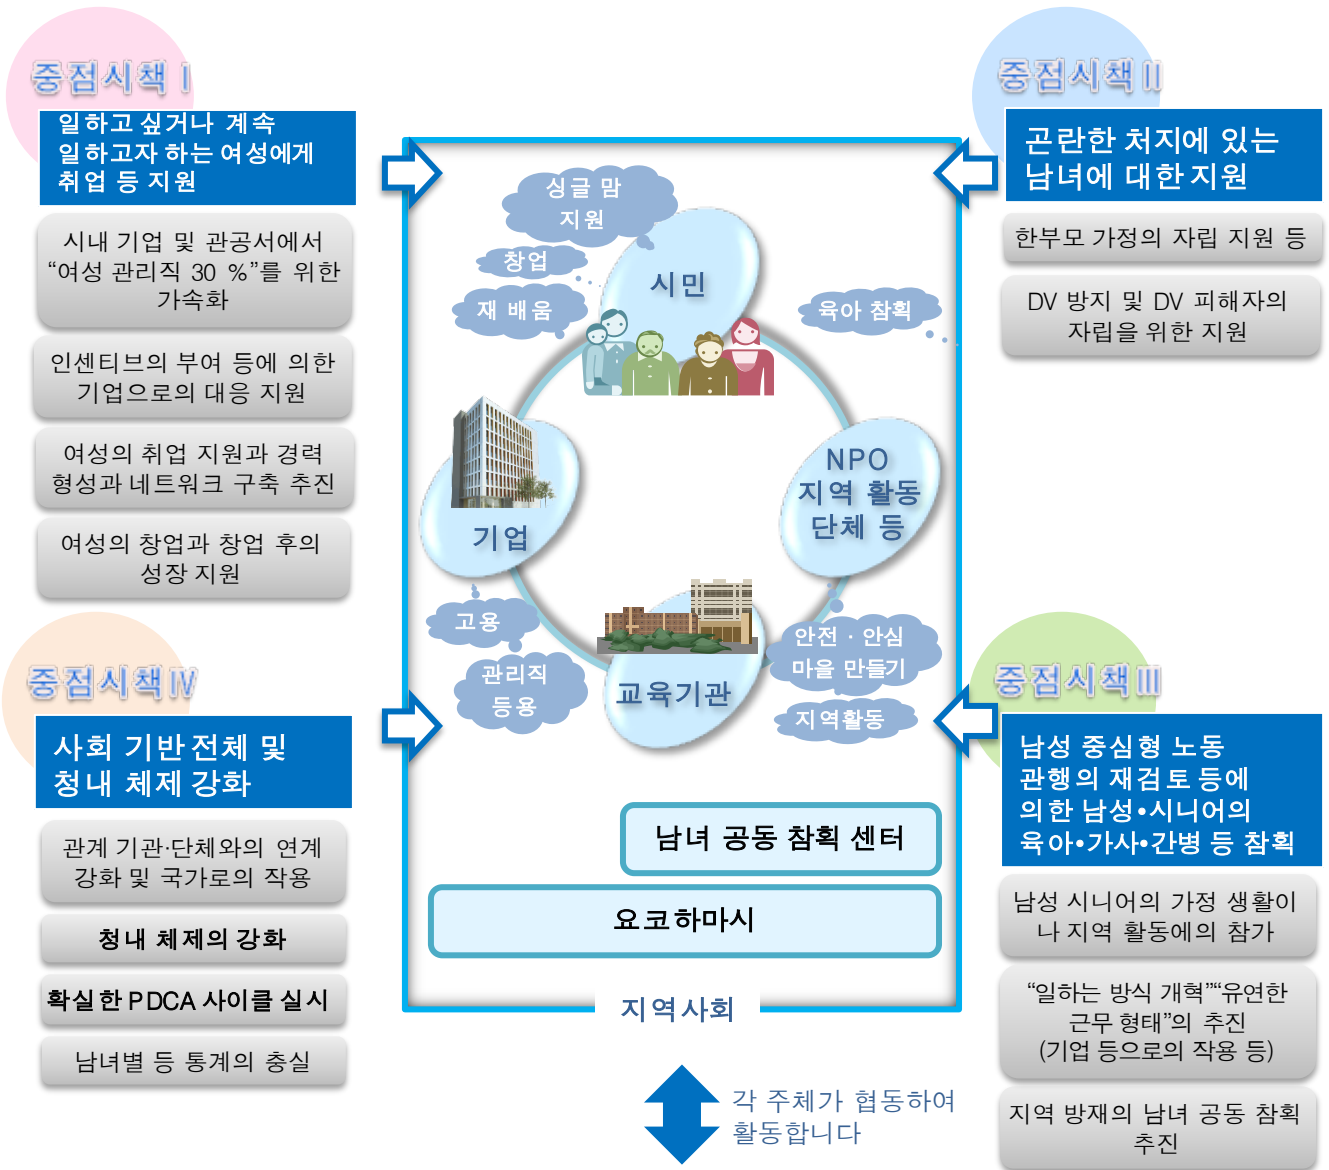 중점시책 Ⅰ
일하고 싶거나 계속
일하고자 하는 여성에게
취업 등 지원
시내 기업 및 관공서에서
“여성 관리직 30 %”를 위한
가속화
인센티브의 부여 등에 의한
기업으로의 대응 지원
여성의 취업 지원과 경력
형성과 네트워크 구축 추진
여성의 창업과 창업 후의
성장 지원
중점시책 Ⅱ
곤란한 처지에 있는
남녀에 대한 지원
한부모 가정의 자립 지원 등
DV 방지 및 DV 피해자의
자립을 위한 지원
싱글 맘
지원
창업
재 배움
시민
육아 참획
기업
NPO
지역 활동
단체 등
고용
관리직
등용
교육기관
안전 · 안심
마을 만들기
지역활동
남녀 공동 참획 센터
요코하마시
지역사회
각 주체가 협동하여
활동합니다
중점시책Ⅳ
사회 기반 전체 및
청내 체제 강화
관계 기관·단체와의 연계
강화 및 국가로의 작용
청내 체제의 강화
확실한 PDCA 사이클 실시
남녀별 등 통계의 충실
중점시책Ⅲ
남성 중심형 노동
관행의 재검토 등에
의한 남성•시니어의
육아•가사•간병 등 참획
남성 시니어의 가정 생활이
나 지역 활동에의 참가
“일하는 방식 개혁”“유연한
근무 형태”의 추진
(기업 등으로의 작용 등)
지역 방재의 남녀 공동 참획
추진